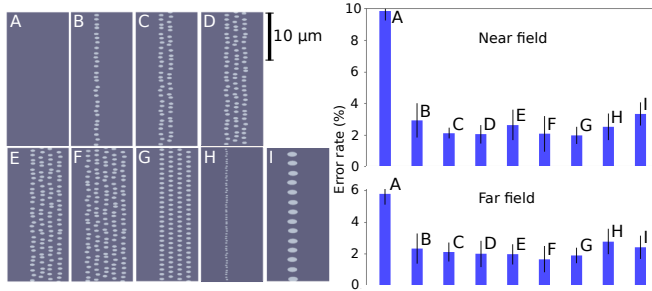 A B C D
10 µm
E F G H I
10
8
6
4
2
0
Near field
A
B
C
D
E
F
G
H
I
Error rate (%)
6
4
2
0
Far field
A
B
C
D
E
F
G
H
I